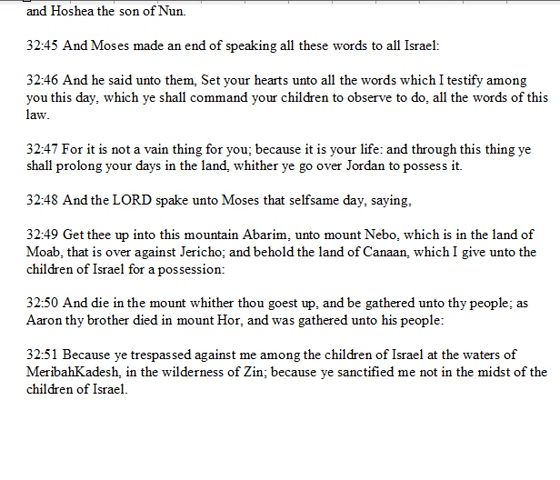 and Hoshea the son of Nun.
32:45 And Moses made an end of speaking all these words to all Israel:
32:46 And he said unto them, Set your hearts unto all the words which I testify among
you this day, which ye shall command your children to observe to do, all the words of this
law.
32:47 For it is not a vain thing for you; because it is your life: and through this thing ye
shall prolong your days in the land, whither ye go over Jordan to possess it.
32:48 And the LORD spake unto Moses that selfsame day, saying,
32:49 Get thee up into this mountain Abarim, unto mount Nebo, which is in the land of
Moab, that is over against Jericho; and behold the land of Canaan, which I give unto the
children of Israel for a possession:
32:50 And die in the mount whither thou goest up, and be gathered unto thy people; as
Aaron thy brother died in mount Hor, and was gathered unto his people:
32:51 Because ye trespassed against me among the children of Israel at the waters of
MeribahKadesh, in the wilderness of Zin; because ye sanctified me not in the midst of the
children of Israel.